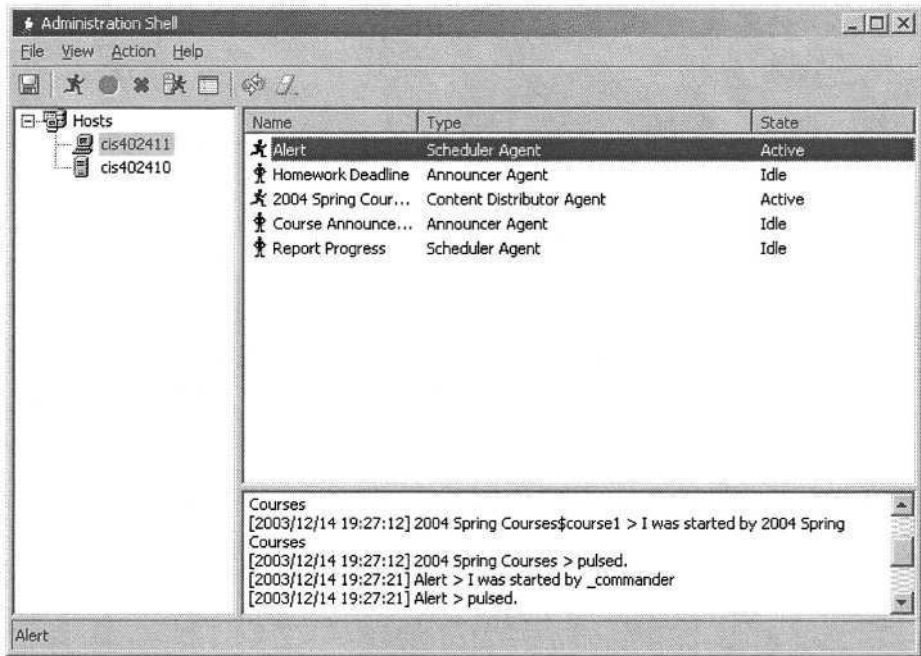 Administration Shell
File View Action Help
Hosts
cis402411
cis402410
Name Type State
Alert Scheduler Agent Active
Homework Deadline Announcer Agent Idle
2004 Spring Cour... Content Distributor Agent Active
Course Announce... Announcer Agent Idle
Report Progress Scheduler Agent Idle
Courses
[2003/12/14 19:27:12] 2004 Spring Courses$course1 > I was started by 2004 Spring
Courses
[2003/12/14 19:27:12] 2004 Spring Courses > pulsed.
[2003/12/14 19:27:21] Alert > I was started by _commander
[2003/12/14 19:27:21] Alert > pulsed.
Alert